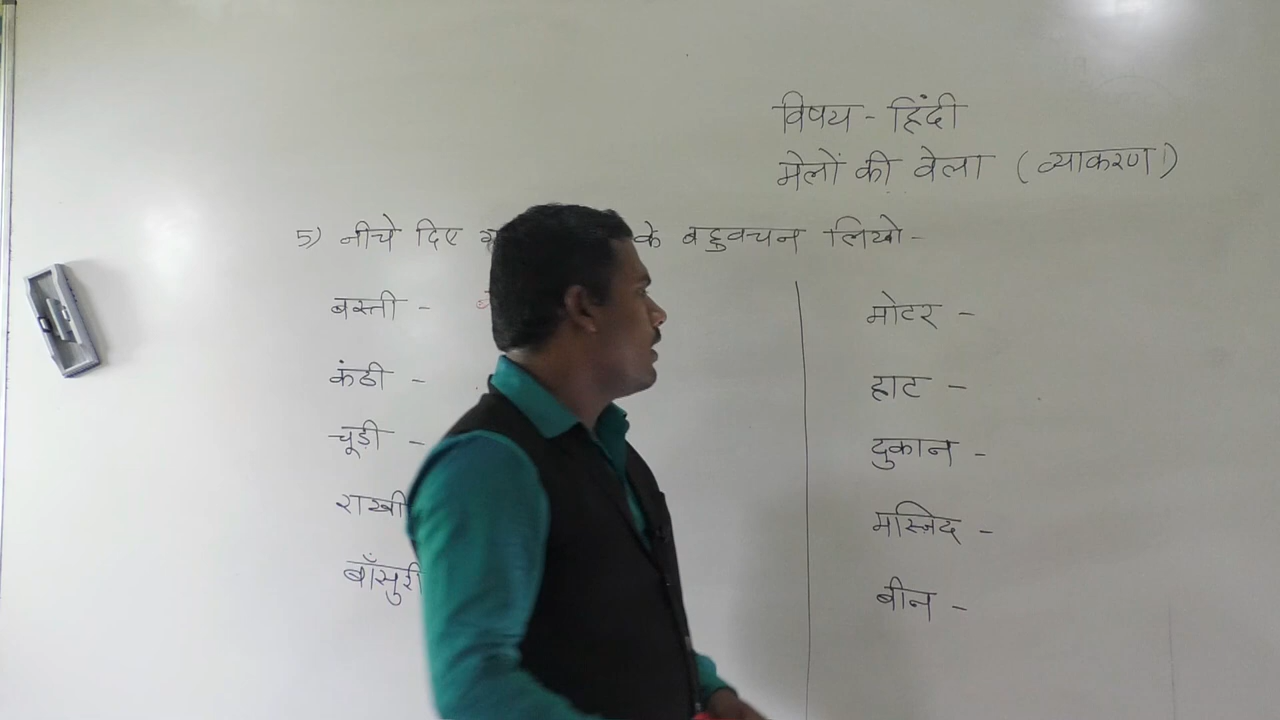 विषय - हिंदी
मेलों की वेला (व्याकरण।)
5) नीचे दिए के बहुवचन लिखो-
बस्ती -
कंठी -
चूड़ी -
राखी
बाँसुरी
मोटर -
हाट -
दुकान -
मस्जिद -
बीन -